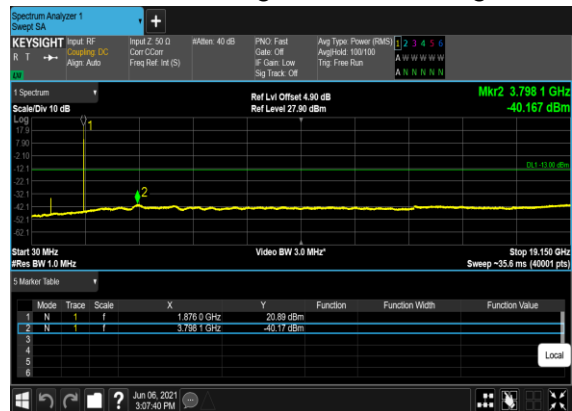 Spectrum Analyzer 1
Swept SA
+
KEYSIGHT Input: RF Input Z: 50 Ω #Atten: 40 dB PNO: Fast Avg Type: Power (RMS) 1 2 3 4 5 6
R T Coupling: DC Corr CCorr Gate: Off Avg|Hold: 100/100 A W W W W W
Align: Auto Freq Ref: Int (S) IF Gain: Low Trig: Free Run
Sig Track: Off A N N N N N
1 Spectrum Ref Lvl Offset 4.90 dB Mkr2 3.798 1 GHz
Scale/Div 10 dB Ref Level 27.90 dBm -40.167 dBm
Log
17.9
7.90
-2.10
-12.1
-22.1
-32.1
-42.1
-52.1
-62.1
1
2
DL1 -13.00 dBm
Start 30 MHz Video BW 3.0 MHz* Stop 19.150 GHz
#Res BW 1.0 MHz Sweep ~35.6 ms (40001 pts)
5 Marker Table
Mode Trace Scale X Y Function Function Width Function Value
1 N 1 f 1.876 0 GHz 20.89 dBm
2 N 1 f 3.798 1 GHz -40.17 dBm
3
4
5
6
Local
? Jun 06, 2021
3:07:40 PM